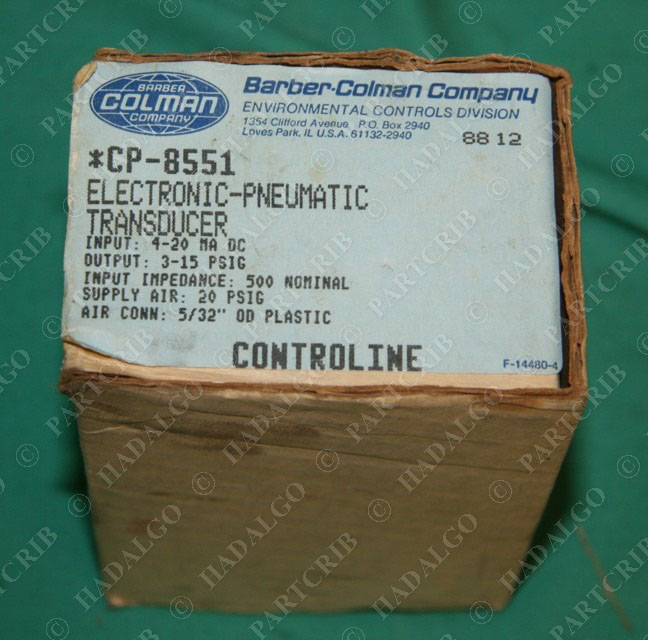 BARBER
COLMAN
COMPANY
Barber-Colman Company
ENVIRONMENTAL CONTROLS DIVISION
1354 Clifford Avenue P.O. Box 2940
Loves Park, IL U.S.A. 61132-2940
88 12
*CP-8551
ELECTRONIC-PNEUMATIC
TRANSDUCER
INPUT: 4-20 MA DC
OUTPUT: 3-15 PSIG
INPUT IMPEDANCE: 500 NOMINAL
SUPPLY AIR: 20 PSIG
AIR CONN: 5/32" OD PLASTIC
CONTROLINE
F-14480-4
© HADALGO
© PARTCRIB